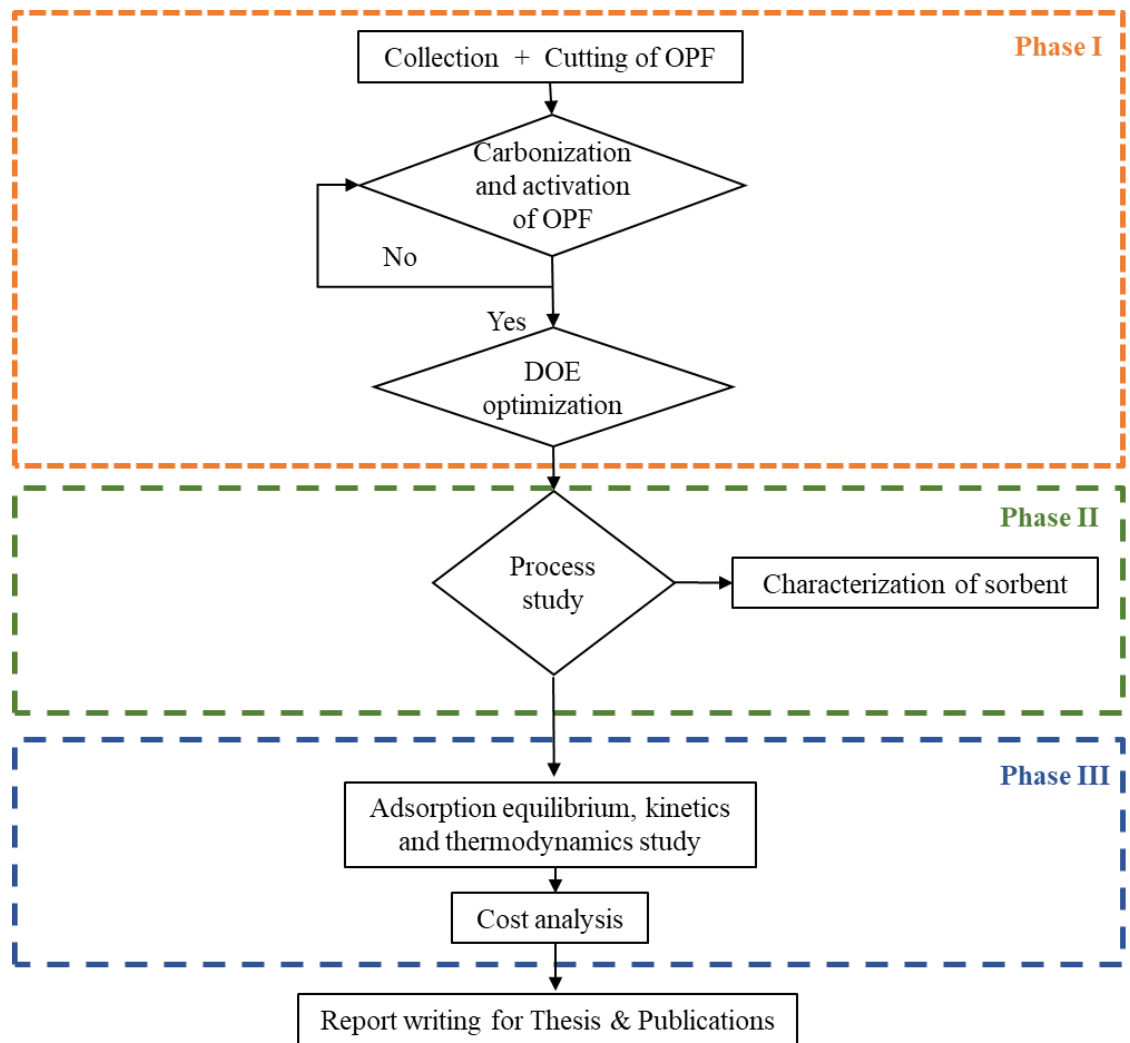 Phase I
Collection + Cutting of OPF
Carbonization
and activation
of OPF
No
Yes
DOE
optimization
Phase II
Process
study
Characterization of sorbent
Phase III
Adsorption equilibrium, kinetics
and thermodynamics study
Cost analysis
Report writing for Thesis & Publications